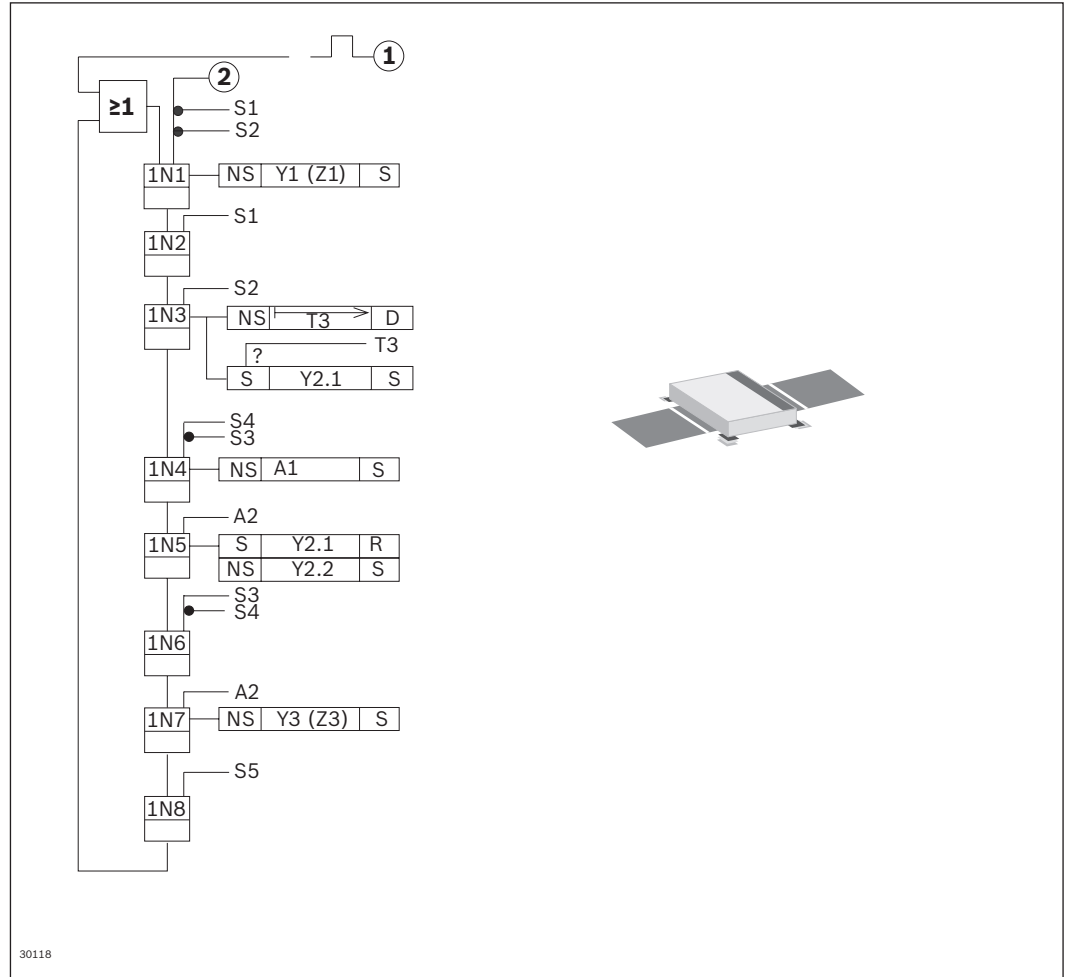 1
2
≥1
S1
S2
1N1 NS Y1 (Z1) S
S1
1N2
S2
1N3 NS T3 D
T3
?
S Y2.1 S
S4
S3
1N4 NS A1 S
A2
1N5 S Y2.1 R
NS Y2.2 S
S3
S4
1N6
A2
1N7 NS Y3 (Z3) S
S5
1N8
30118